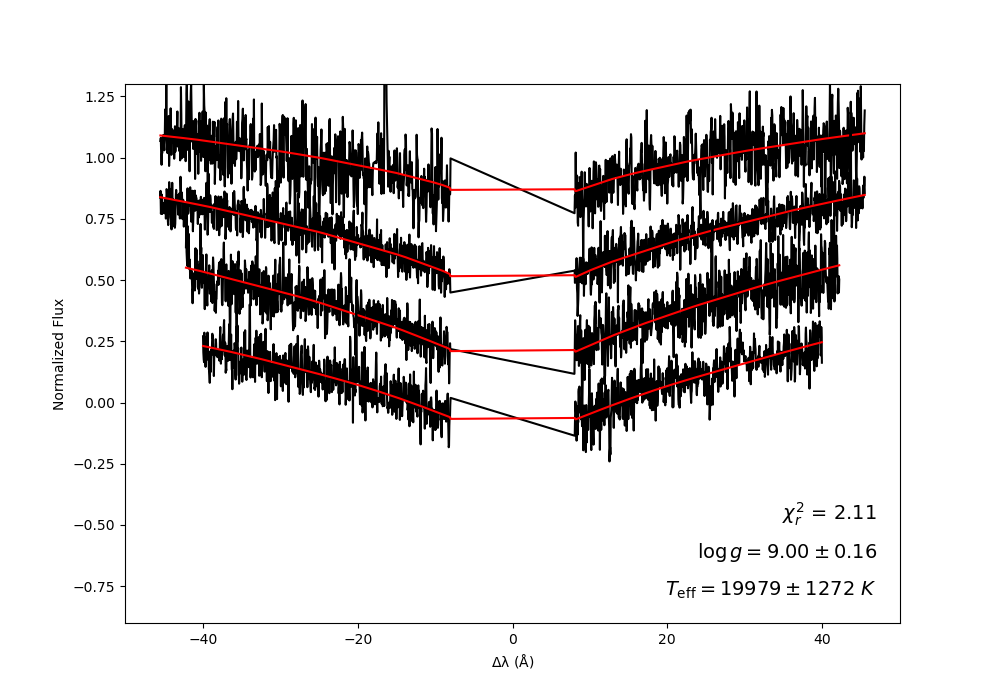 1.25
1.00
0.75
0.50
0.25
0.00
−0.25
−0.50
−0.75
Normalized Flux
χ²ᵣ = 2.11
log g = 9.00 ± 0.16
T_eff = 19979 ± 1272 K
−40 −20 0 20 40
Δλ (Å)